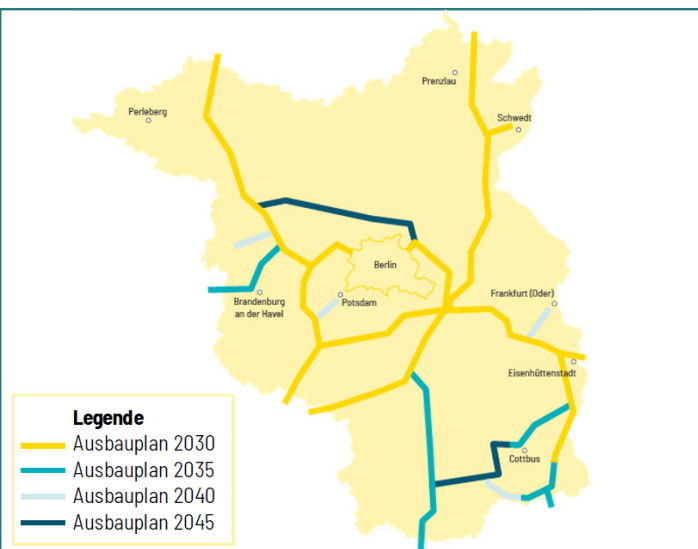 Prenzlau
Perleberg
Schwedt
Berlin
Frankfurt (Oder)
Brandenburg
an der Havel
Potsdam
Eisenhüttenstadt
Cottbus
Legende
Ausbauplan 2030
Ausbauplan 2035
Ausbauplan 2040
Ausbauplan 2045